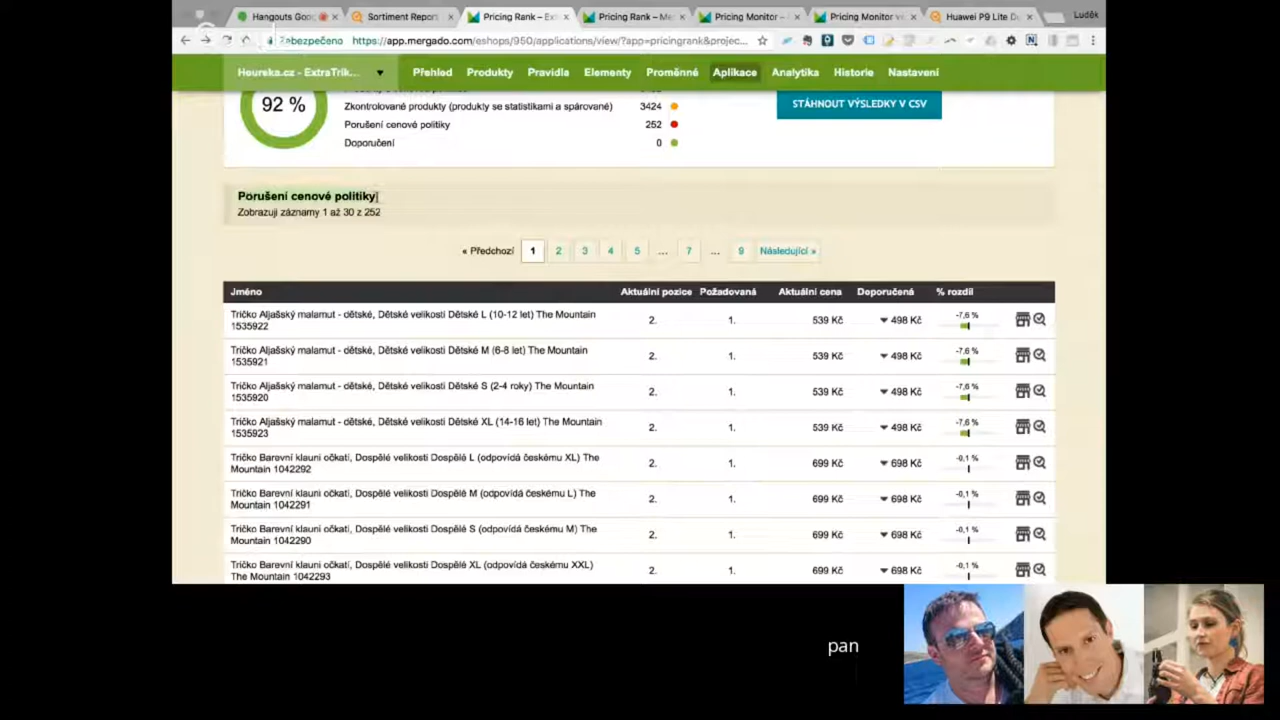 Hangouts Goo
Sortiment Report
Pricing Rank – Ex
Pricing Rank – Me
Pricing Monitor –
Pricing Monitor v
Huawei P9 Lite D
Luděk
Zabezpečeno
https://app.mergado.com/eshops/950/applications/view/?app=pricingrank&projec...
Heureka.cz - ExtraTrik...
Přehled
Produkty
Pravidla
Elementy
Proměnné
Aplikace
Analytika
Historie
Nastavení
92 %
Zkontrolované produkty (produkty se statistikami a spárované) 3424
Porušení cenové politiky 252
Doporučení 0
STÁHNOUT VÝSLEDKY V CSV
Porušení cenové politiky
Zobrazuji záznamy 1 až 30 z 252
« Předchozí 1 2 3 4 5 ... 7 ... 9 Následující »
Jméno Aktuální pozice Požadovaná Aktuální cena Doporučená % rozdíl
Tričko Aljašský malamut - dětské, Dětské velikosti Dětské L (10-12 let) The Mountain
1535922
2. 1. 539 Kč 498 Kč -7,6 %
Tričko Aljašský malamut - dětské, Dětské velikosti Dětské M (6-8 let) The Mountain
1535921
2. 1. 539 Kč 498 Kč -7,6 %
Tričko Aljašský malamut - dětské, Dětské velikosti Dětské S (2-4 roky) The Mountain
1535920
2. 1. 539 Kč 498 Kč -7,6 %
Tričko Aljašský malamut - dětské, Dětské velikosti Dětské XL (14-16 let) The Mountain
1535923
2. 1. 539 Kč 498 Kč -7,6 %
Tričko Barevní klauni očkatí, Dospělé velikosti Dospělé L (odpovídá českému XL) The
Mountain 1042292
2. 1. 699 Kč 698 Kč -0,1 %
Tričko Barevní klauni očkatí, Dospělé velikosti Dospělé M (odpovídá českému L) The
Mountain 1042291
2. 1. 699 Kč 698 Kč -0,1 %
Tričko Barevní klauni očkatí, Dospělé velikosti Dospělé S (odpovídá českému M) The
Mountain 1042290
2. 1. 699 Kč 698 Kč -0,1 %
Tričko Barevní klauni očkatí, Dospělé velikosti Dospělé XL (odpovídá českému XXL)
The Mountain 1042293
2. 1. 699 Kč 698 Kč -0,1 %
pan